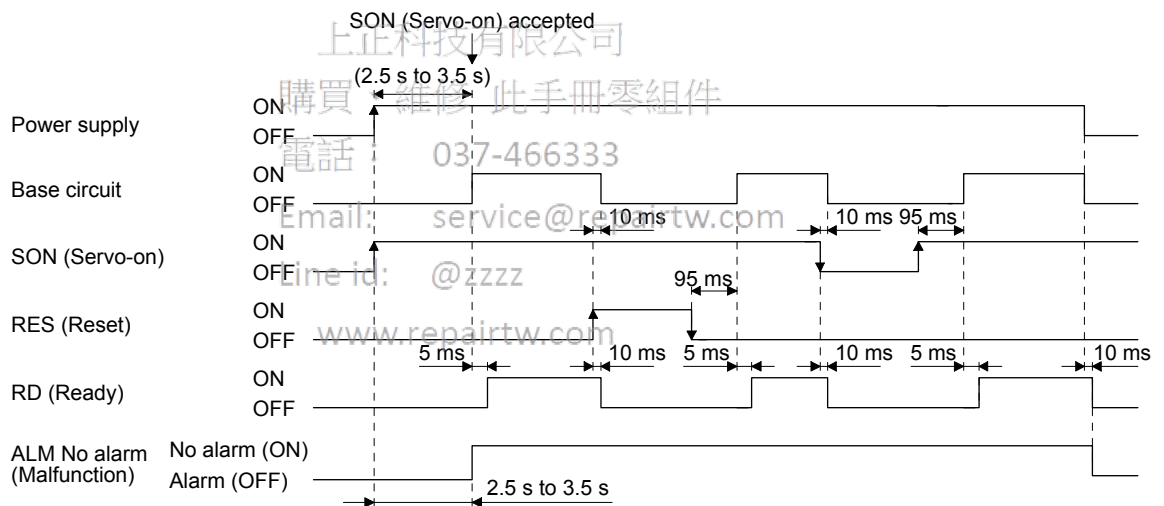 SON (Servo-on) accepted
上正科技有限公司
(2.5 s to 3.5 s)
購買、維修 此手冊零組件
Power supply
ON
OFF
電話： 037-466333
Base circuit
ON
OFF
Email: service@repairtw.com
10 ms
10 ms
95 ms
SON (Servo-on)
ON
OFF
Line id: @zzzz
95 ms
RES (Reset)
ON
OFF
www.repairtw.com
5 ms
10 ms
5 ms
10 ms
5 ms
10 ms
RD (Ready)
ON
OFF
ALM No alarm
(Malfunction)
No alarm (ON)
Alarm (OFF)
2.5 s to 3.5 s